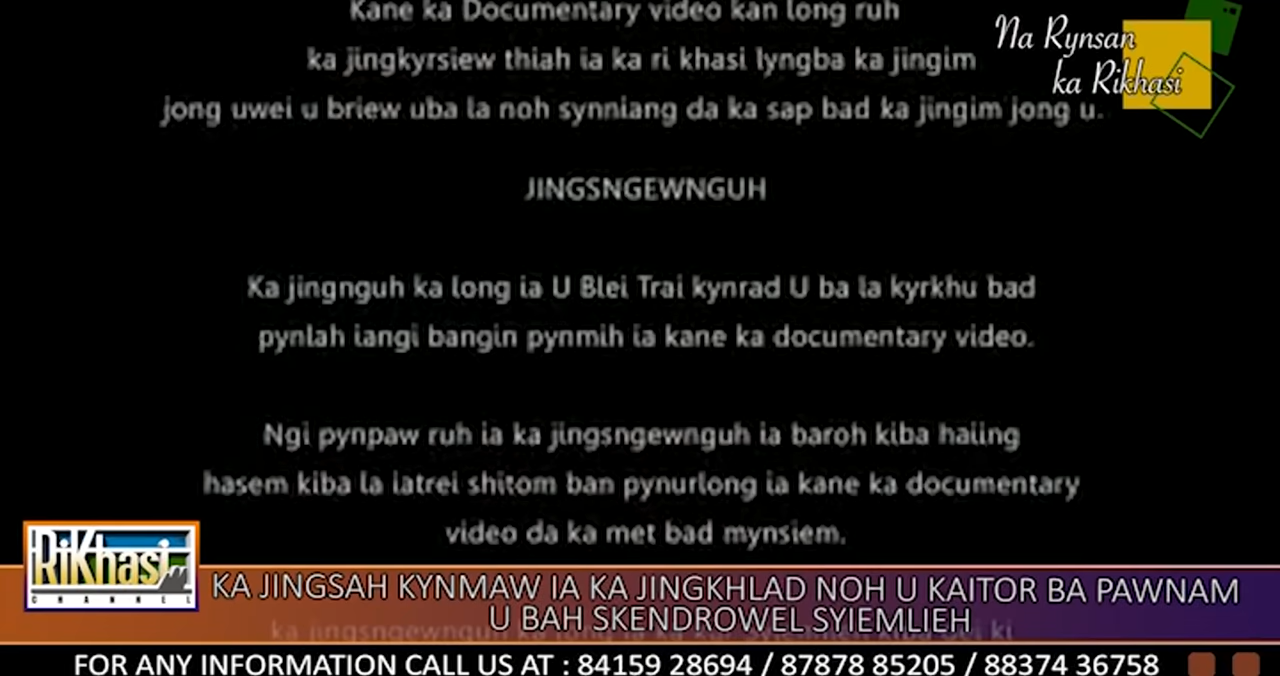 Kane ka Documentary video kan long ruh
ka jingkyrsiew thiah ia ka ri khasi lyngba ka jingim
jong uwei u briew uba la noh synniang da ka sap bad ka jingim jong u.
Na Rynsan
ka Rikhasi
JINGSNGEWNGUH
Ka jingnguh ka long ia U Blei Trai kynrad U ba la kyrkhu bad
pynlah iangi bangin pynmih ia kane ka documentary video.
Ngi pynpaw ruh ia ka jingsngewnguh ia baroh kiba haiing
hasem kiba la iatrei shitom ban pynurlong ia kane ka documentary
video da ka met bad mynsiem.
RiKhasi
CHANNEL
KA JINGSAH KYNMAW IA KA JINGKHLAD NOH U KAITOR BA PAWNAM
U BAH SKENDROWEL SYIEMLIEH
ka jingsngewnguh
FOR ANY INFORMATION CALL US AT : 84159 28694 / 87878 85205 / 88374 36758